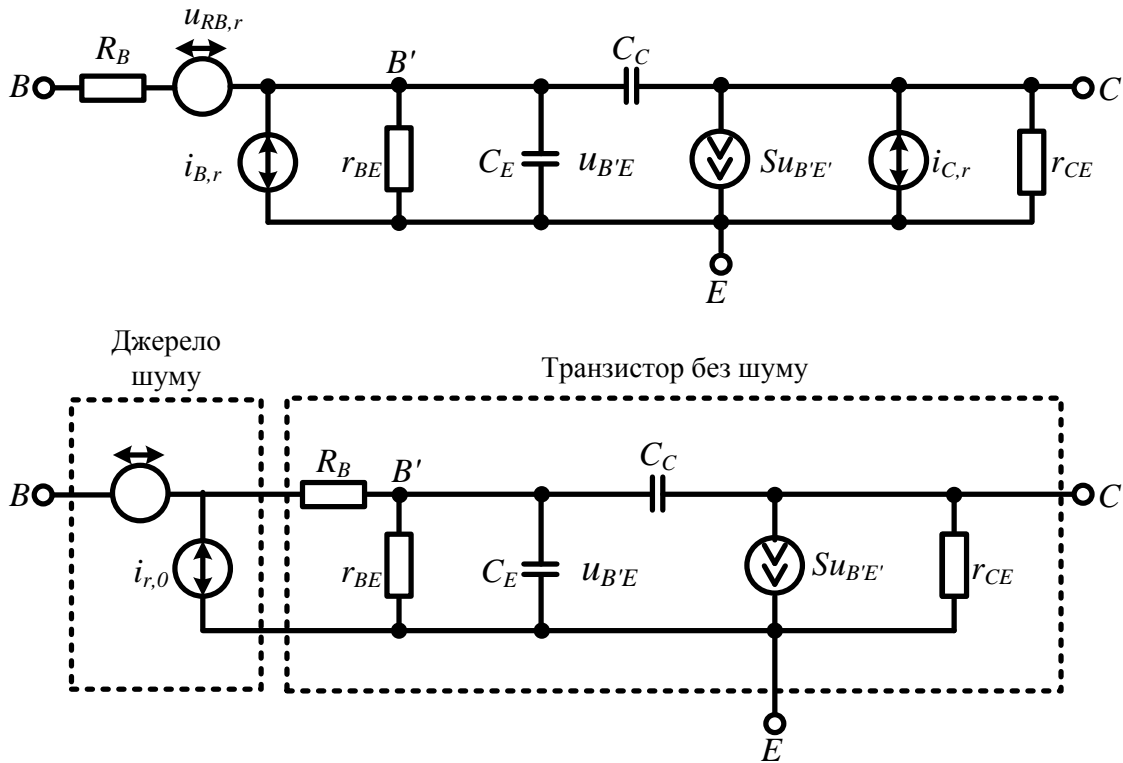 u_{RB,r}
R_B
B
B'
C_C
C
i_{B,r}
r_{BE}
C_E
u_{B'E}
Su_{B'E'}
i_{C,r}
r_{CE}
E
Джерело
шуму
Транзистор без шуму
B
R_B
B'
C_C
C
i_{r,0}
r_{BE}
C_E
u_{B'E}
Su_{B'E'}
r_{CE}
E